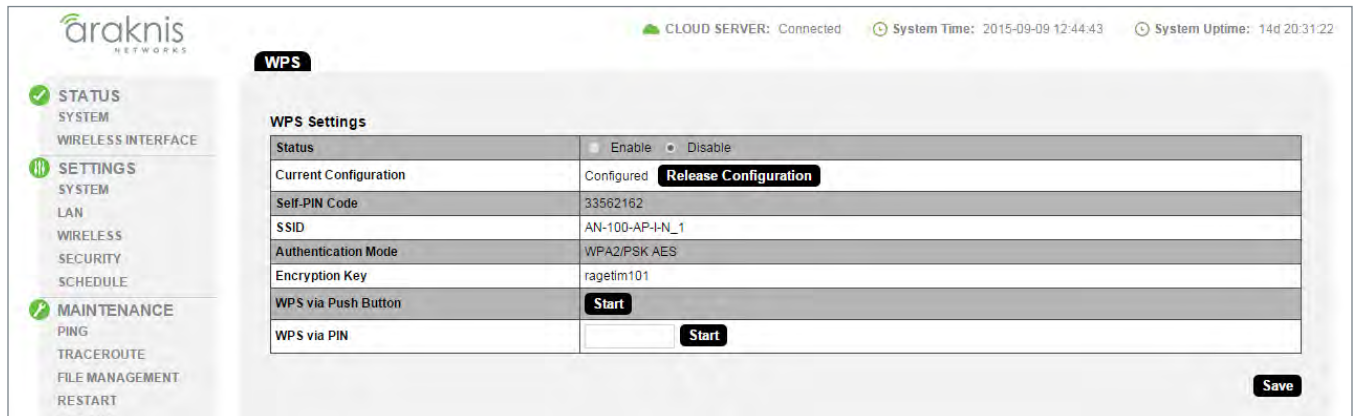 araknis
NETWORKS
CLOUD SERVER: Connected System Time: 2015-09-09 12:44:43 System Uptime: 14d 20:31:22
WPS
STATUS
SYSTEM
WIRELESS INTERFACE
SETTINGS
SYSTEM
LAN
WIRELESS
SECURITY
SCHEDULE
MAINTENANCE
PING
TRACEROUTE
FILE MANAGEMENT
RESTART
WPS Settings
Status Enable Disable
Current Configuration Configured Release Configuration
Self-PIN Code 33562162
SSID AN-100-AP-I-N_1
Authentication Mode WPA2/PSK AES
Encryption Key ragetim101
WPS via Push Button Start
WPS via PIN Start
Save